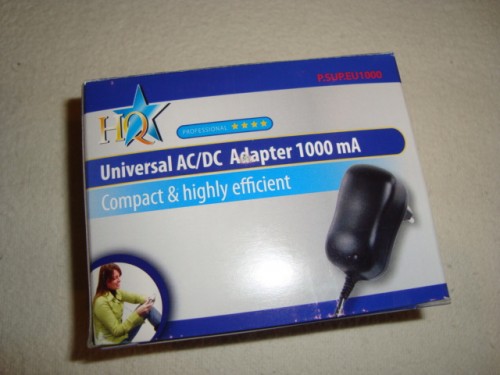 P.SUP.EU1000
HQ
PROFESSIONAL
Universal AC/DC Adapter 1000 mA
Compact & highly efficient